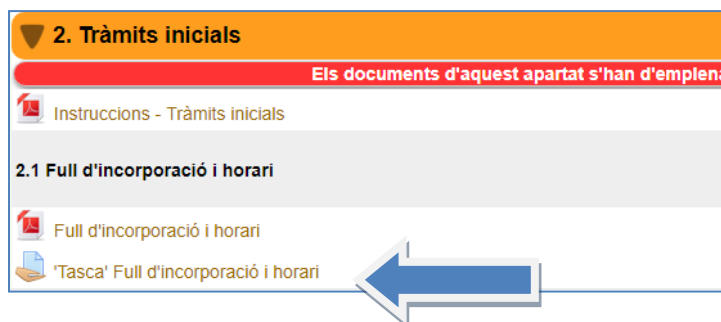 2. Tràmits inicials
Els documents d'aquest apartat s'han d'emplena
Instruccions - Tràmits inicials
2.1 Full d'incorporació i horari
Full d'incorporació i horari
'Tasca' Full d'incorporació i horari